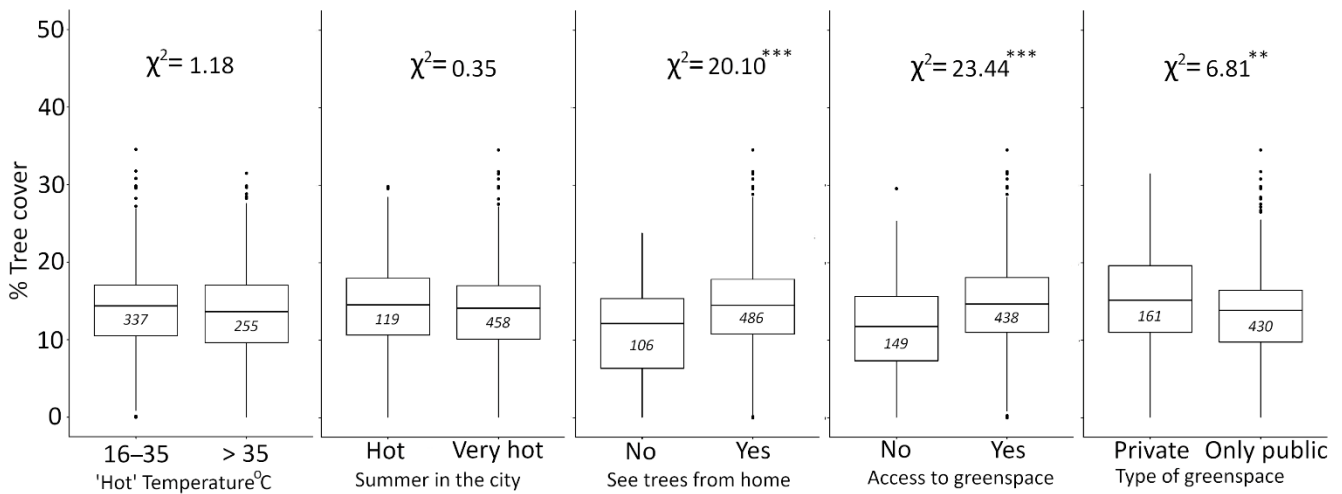 % Tree cover
50
40
30
20
10
0
χ²= 1.18
337
255
16–35
> 35
'Hot' Temperature°C
χ²= 0.35
119
458
Hot
Very hot
Summer in the city
χ²= 20.10***
106
486
No
Yes
See trees from home
χ²= 23.44***
149
438
No
Yes
Access to greenspace
χ²= 6.81**
161
430
Private
Only public
Type of greenspace